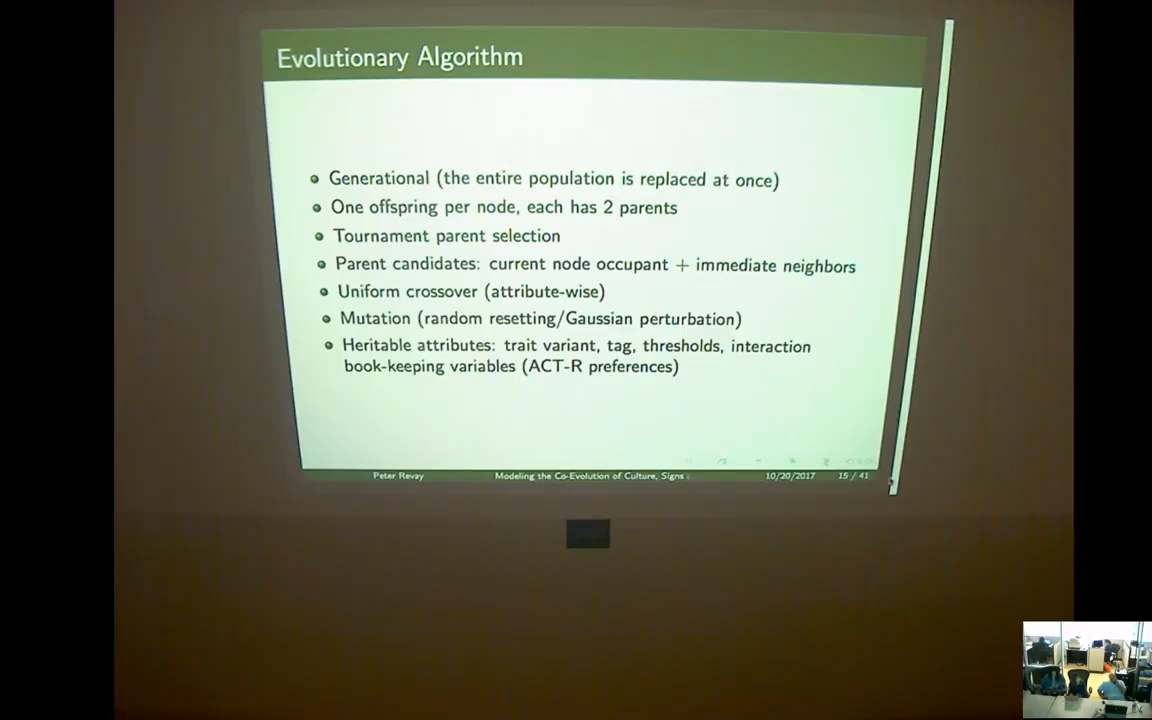 Evolutionary Algorithm
Generational (the entire population is replaced at once)
One offspring per node, each has 2 parents
Tournament parent selection
Parent candidates: current node occupant + immediate neighbors
Uniform crossover (attribute-wise)
Mutation (random resetting/Gaussian perturbation)
Heritable attributes: trait variant, tag, thresholds, interaction
book-keeping variables (ACT-R preferences)
Peter Revay Modeling the Co-Evolution of Culture, Signs 10/20/2017 15 / 41